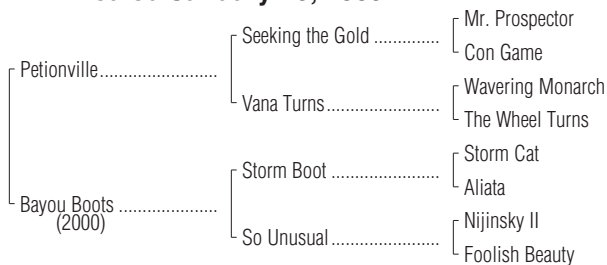 Seeking the Gold ............. Mr. Prospector
Con Game
Petionville.......................
Vana Turns...................... Wavering Monarch
The Wheel Turns
Storm Boot ..................... Storm Cat
Aliata
Bayou Boots ...................
(2000)
So Unusual..................... Nijinsky II
Foolish Beauty